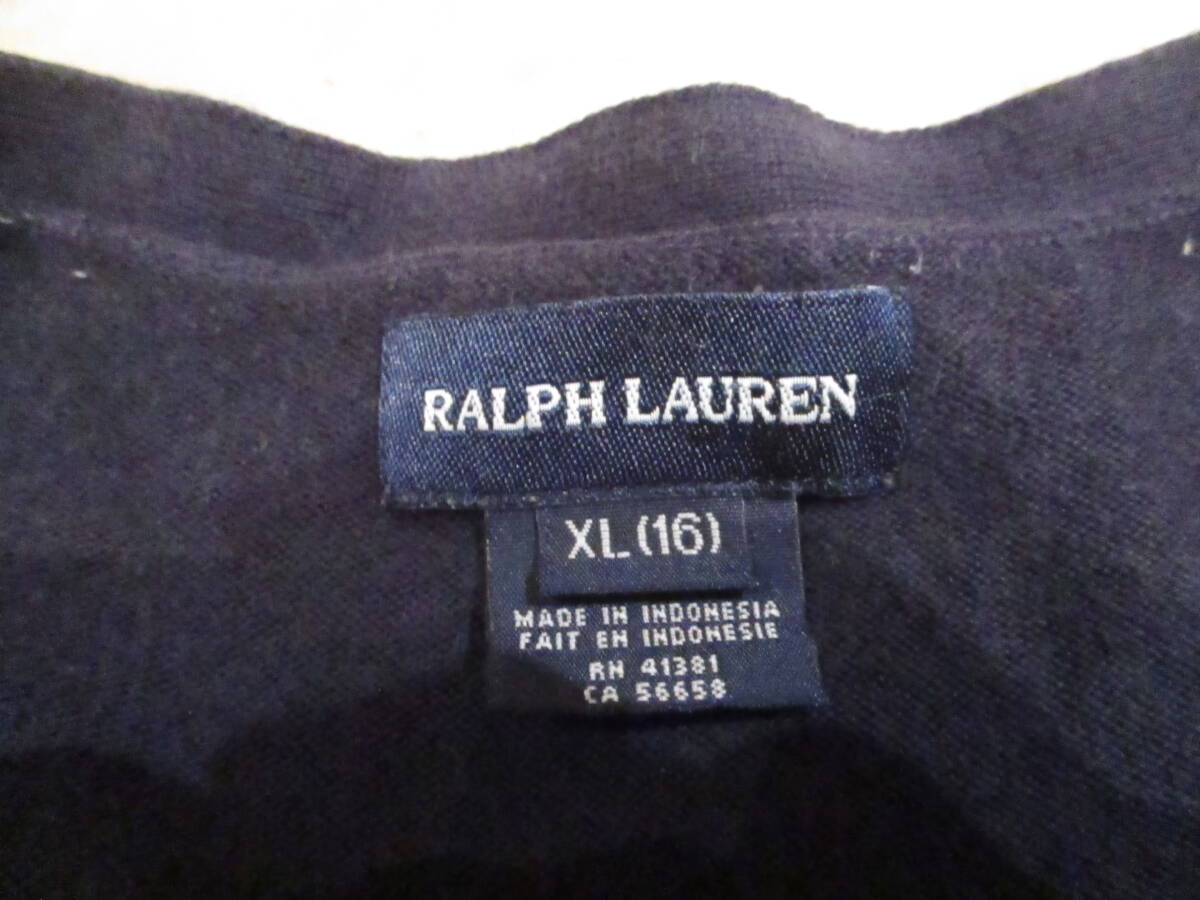 RALPH LAUREN
XL (16)
MADE IN INDONESIA
FAIT EN INDONESIE
RN 41381
CA 56658